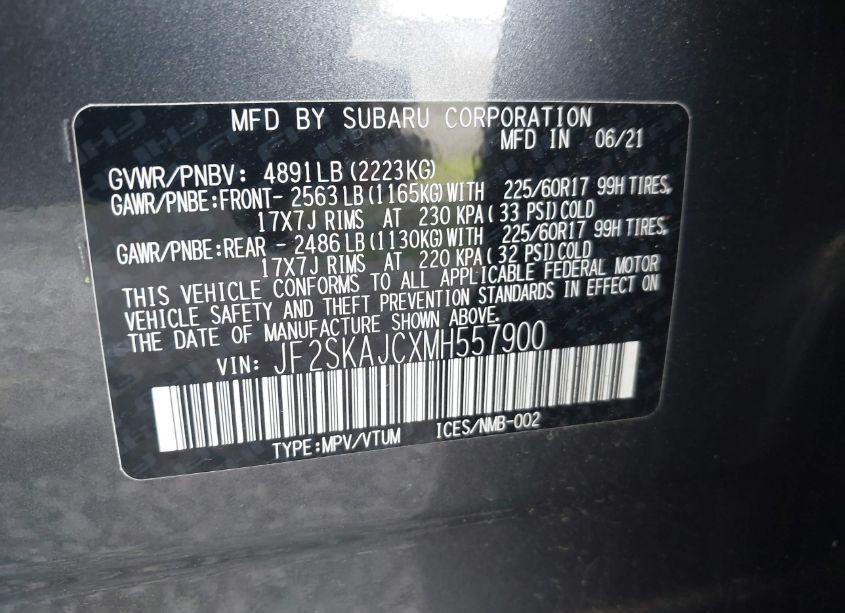 MFD BY SUBARU CORPORATION
MFD IN 06/21
GVWR/PNBV: 4891LB(2223KG)
GAWR/PNBE:FRONT- 2563LB(1165KG)WITH 225/60R17 99H TIRES,
17X7J RIMS AT 230 KPA( 33 PSI)COLD
GAWR/PNBE:REAR - 2486LB(1130KG)WITH 225/60R17 99H TIRES,
17X7J RIMS AT 220 KPA( 32 PSI)COLD
THIS VEHICLE CONFORMS TO ALL APPLICABLE FEDERAL MOTOR
VEHICLE SAFETY AND THEFT PREVENTION STANDARDS IN EFFECT ON
THE DATE OF MANUFACTURE SHOWN ABOVE.
VIN: JF2SKAJCXMH557900
TYPE:MPV/VTUM ICES/NMB-002